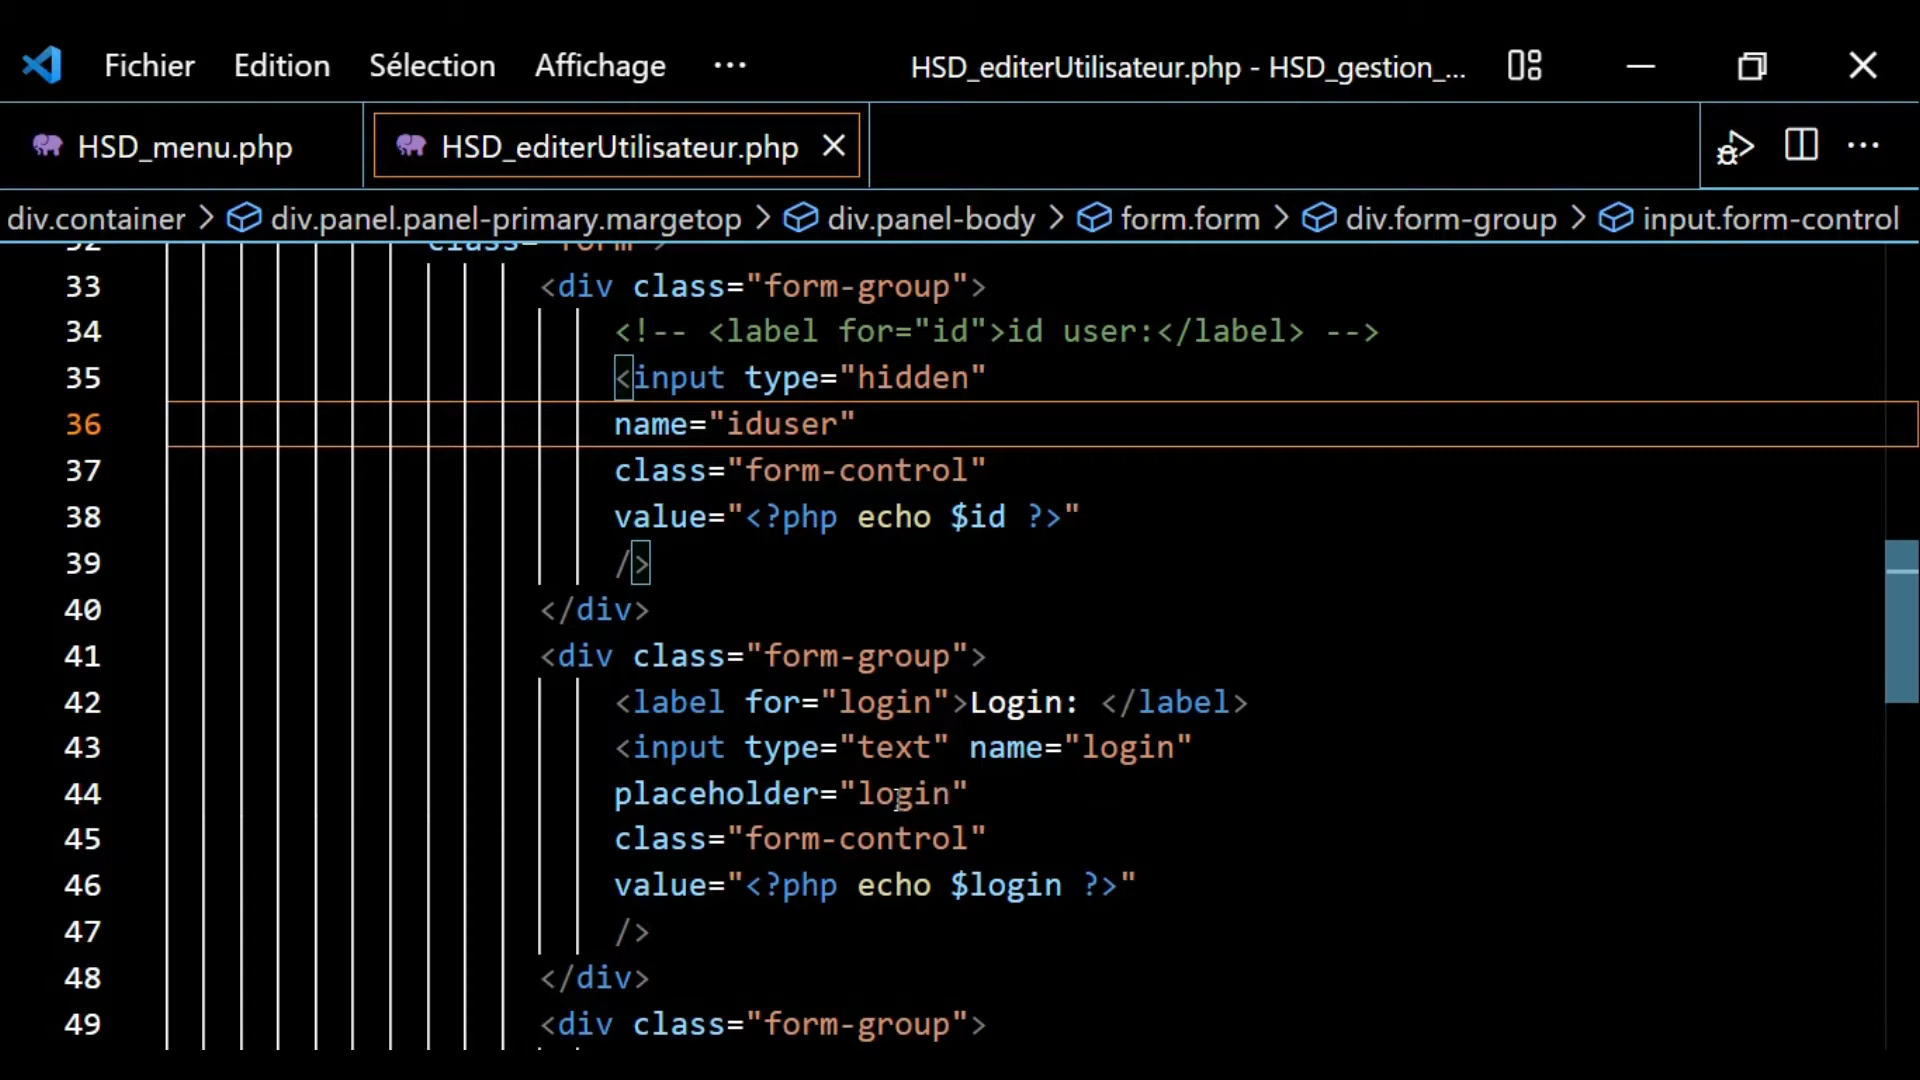 Fichier Edition Sélection Affichage ··· HSD_editerUtilisateur.php - HSD_gestion_...
HSD_menu.php HSD_editerUtilisateur.php
div.container > div.panel.panel-primary.margetop > div.panel-body > form.form > div.form-group > input.form-control
32 class="form">
33 <div class="form-group">
34 <!-- <label for="id">id user:</label> -->
35 <input type="hidden"
36 name="iduser"
37 class="form-control"
38 value="<?php echo $id ?>"
39 />
40 </div>
41 <div class="form-group">
42 <label for="login">Login: </label>
43 <input type="text" name="login"
44 placeholder="login"
45 class="form-control"
46 value="<?php echo $login ?>"
47 />
48 </div>
49 <div class="form-group">